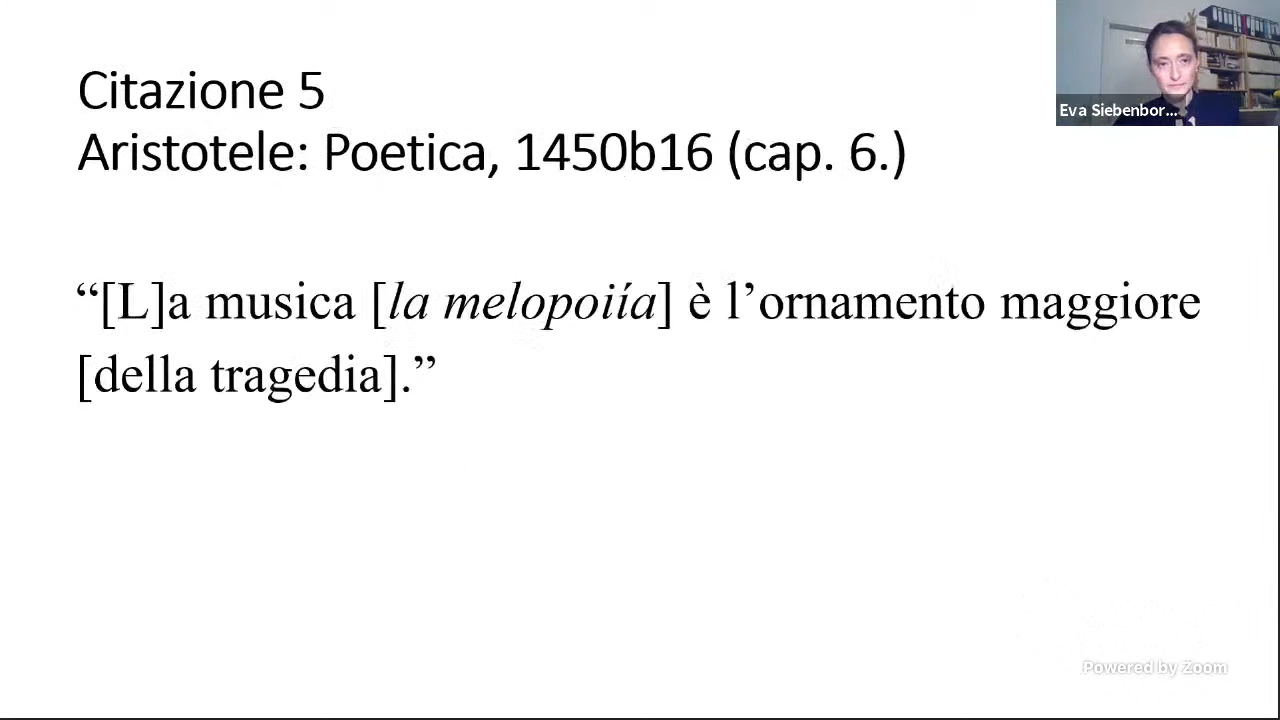 Citazione 5
Aristotele: Poetica, 1450b16 (cap. 6.)
Eva Siebenbor...
“[L]a musica [la melopoiía] è l’ornamento maggiore
[della tragedia].”
Powered by Zoom